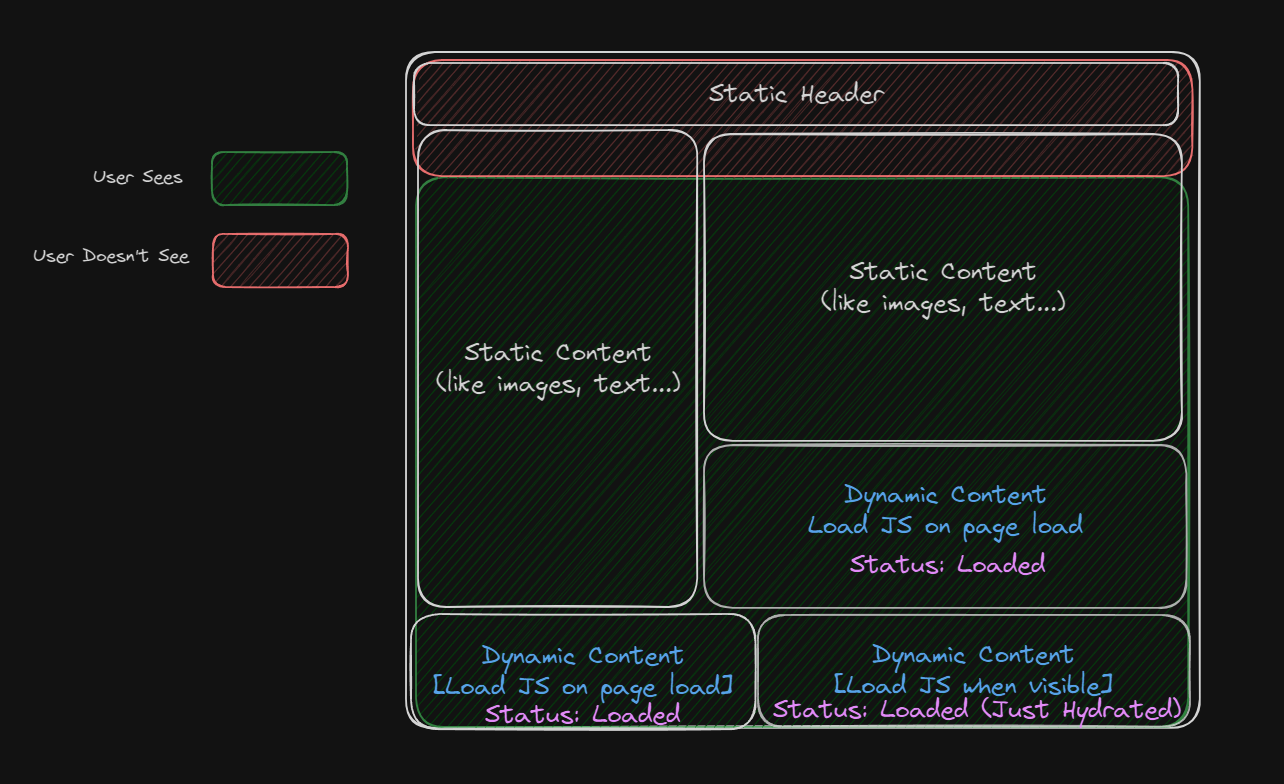 Static Header
User Sees
User Doesn't See
Static Content
(like images, text...)
Static Content
(like images, text...)
Dynamic Content
Load JS on page load
Status: Loaded
Dynamic Content
[Load JS on page load]
Status: Loaded
Dynamic Content
[Load JS when visible]
Status: Loaded (Just Hydrated)